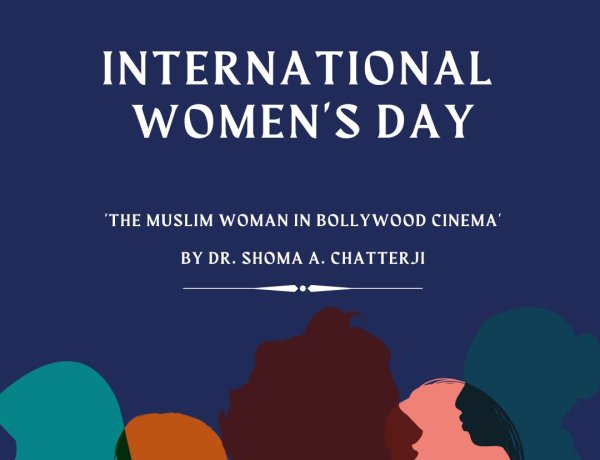 INTERNATIONAL
WOMEN'S DAY
'THE MUSLIM WOMAN IN BOLLYWOOD CINEMA'
BY DR. SHOMA A. CHATTERJI